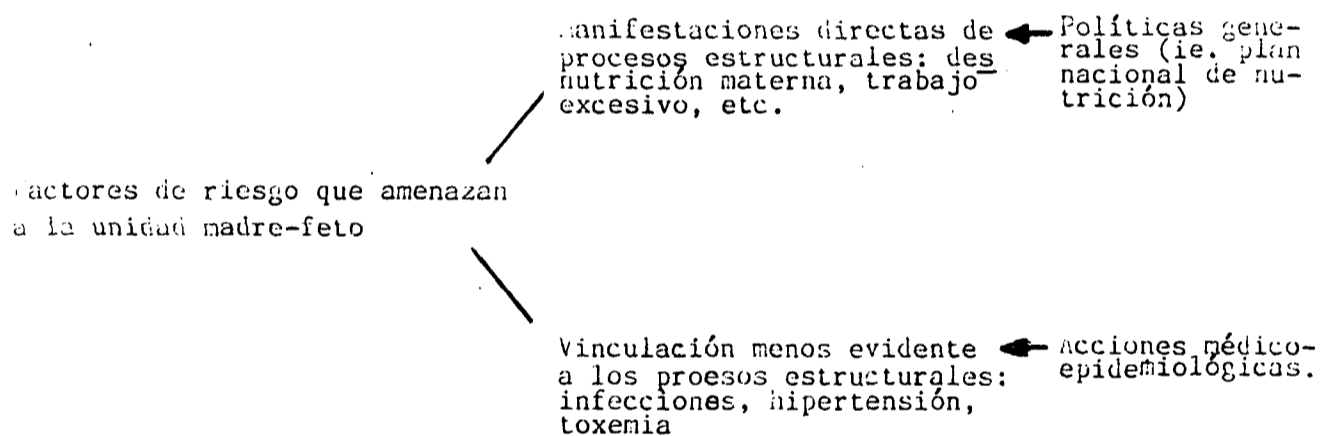 Manifestaciones directas de
procesos estructurales: des
nutrición materna, trabajo
excesivo, etc.
Políticas gene-
rales (ie. plan
nacional de nu-
trición)
Factores de riesgo que amenazan
a la unidad madre-feto
Vinculación menos evidente
a los proesos estructurales:
infecciones, hipertensión,
toxemia
Acciones médico-
epidemiológicas.